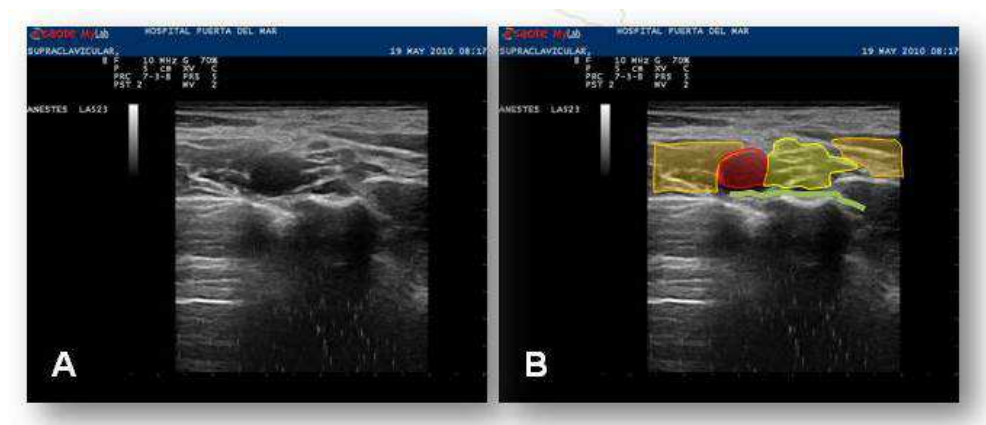 esaote MyLab HOSPITAL PUERTA DEL MAR
SUPRACLAVICULAR, 19 MAY 2010 08:17
B F 10 MHz G 70%
P 5 cm XV C
PRC 7-3-B PRS 5
PST 2 MV 2
ANESTES LA523
A
esaote MyLab HOSPITAL PUERTA DEL MAR
SUPRACLAVICULAR, 19 MAY 2010 08:17
B F 10 MHz G 70%
P 5 cm XV C
PRC 7-3-B PRS 5
PST 2 MV 2
ANESTES LA523
B